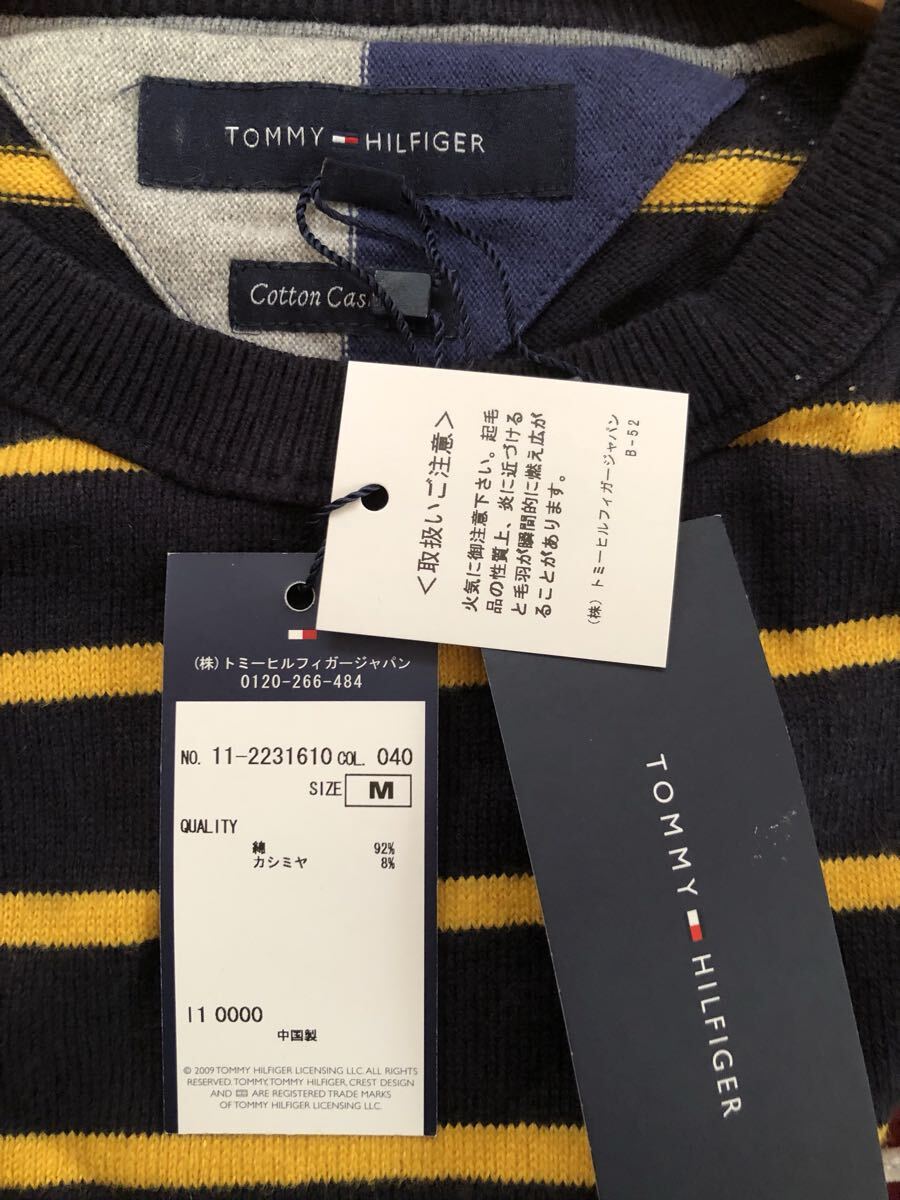 TOMMY HILFIGER
Cotton
<取扱いご注意>
火気に御注意下さい。起毛
品の性質上、炎に近づける
と毛羽が瞬間的に燃え広が
ることがあります。
(株)トミーヒルフィガージャパン
B-52
(株)トミーヒルフィガージャパン
0120-266-484
NO. 11-2231610 COL. 040
SIZE M
QUALITY
綿 92%
カシミヤ 8%
11 0000
中国製
© 2009 TOMMY HILFIGER LICENSING LLC. ALL RIGHTS
RESERVED. TOMMY, TOMMY HILFIGER, CREST DESIGN
AND ARE REGISTERED TRADE MARKS
OF TOMMY HILFIGER LICENSING LLC.
TOMMY HILFIGER